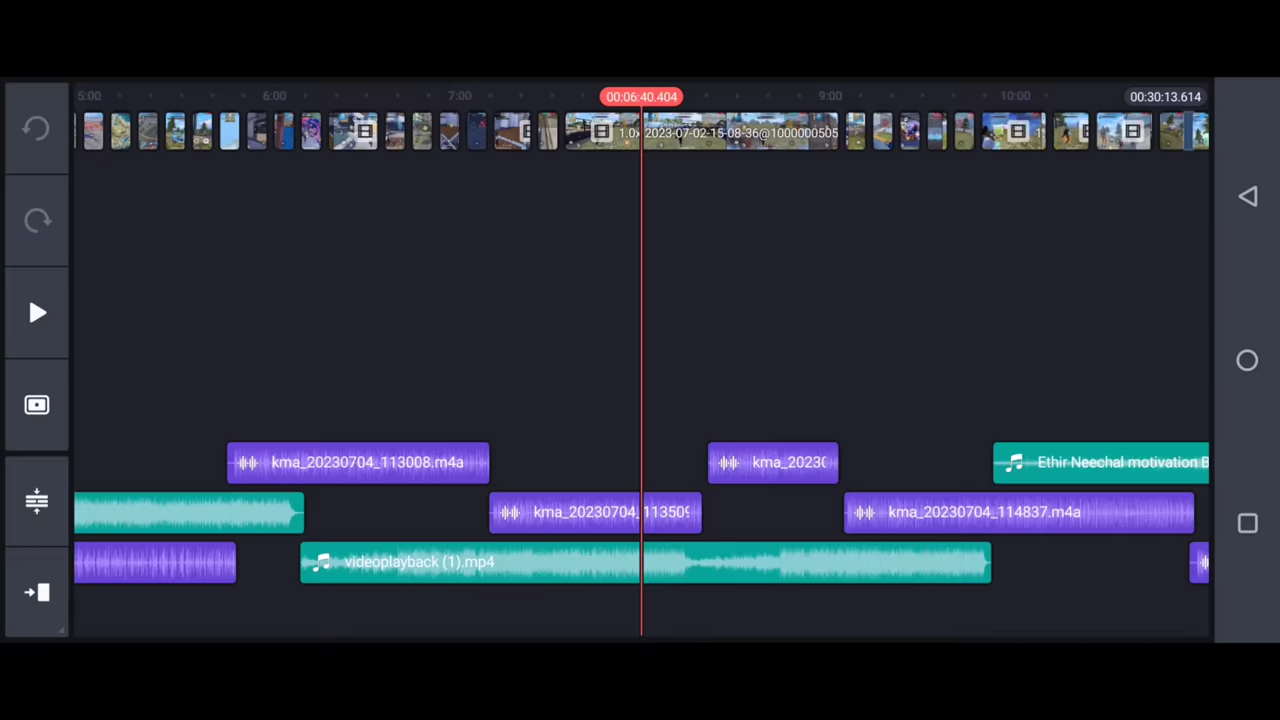 5:00 6:00 7:00 00:06:40.404 9:00 10:00 00:30:13.614
1.0x 2023-07-02-15-08-36@1000000505
kma_20230704_113008.m4a kma_2023 Ethir Neechal motivation B
kma_20230704_113509 kma_20230704_114837.m4a
videoplayback (1).mp4